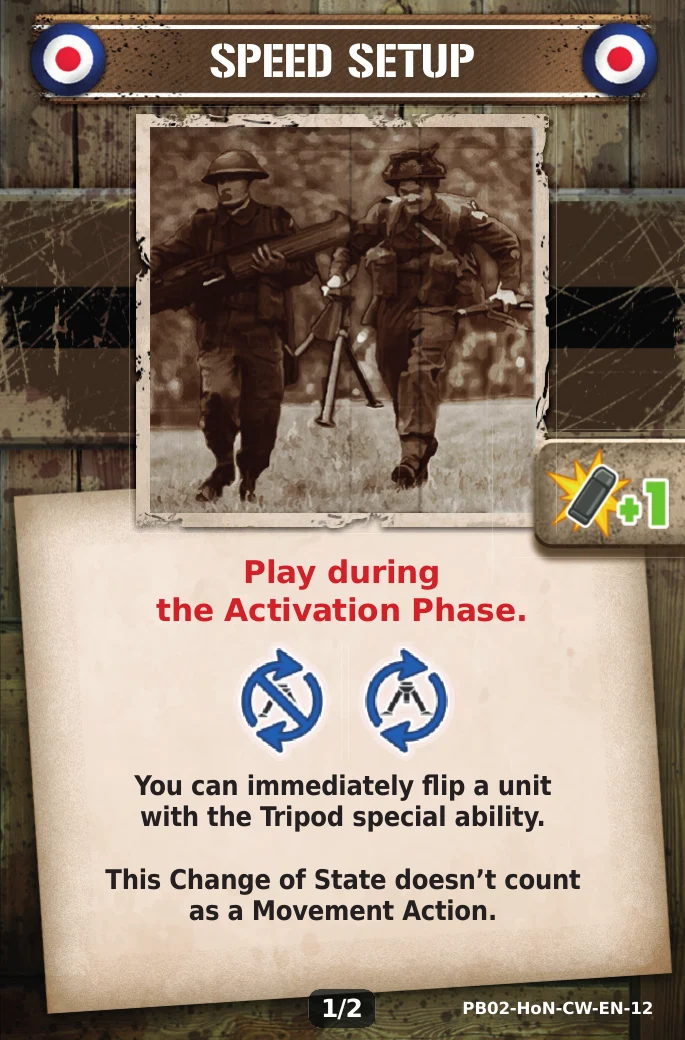 SPEED SETUP
+1
Play during
the Activation Phase.
You can immediately flip a unit
with the Tripod special ability.
This Change of State doesn’t count
as a Movement Action.
1/2
PB02-HoN-CW-EN-12